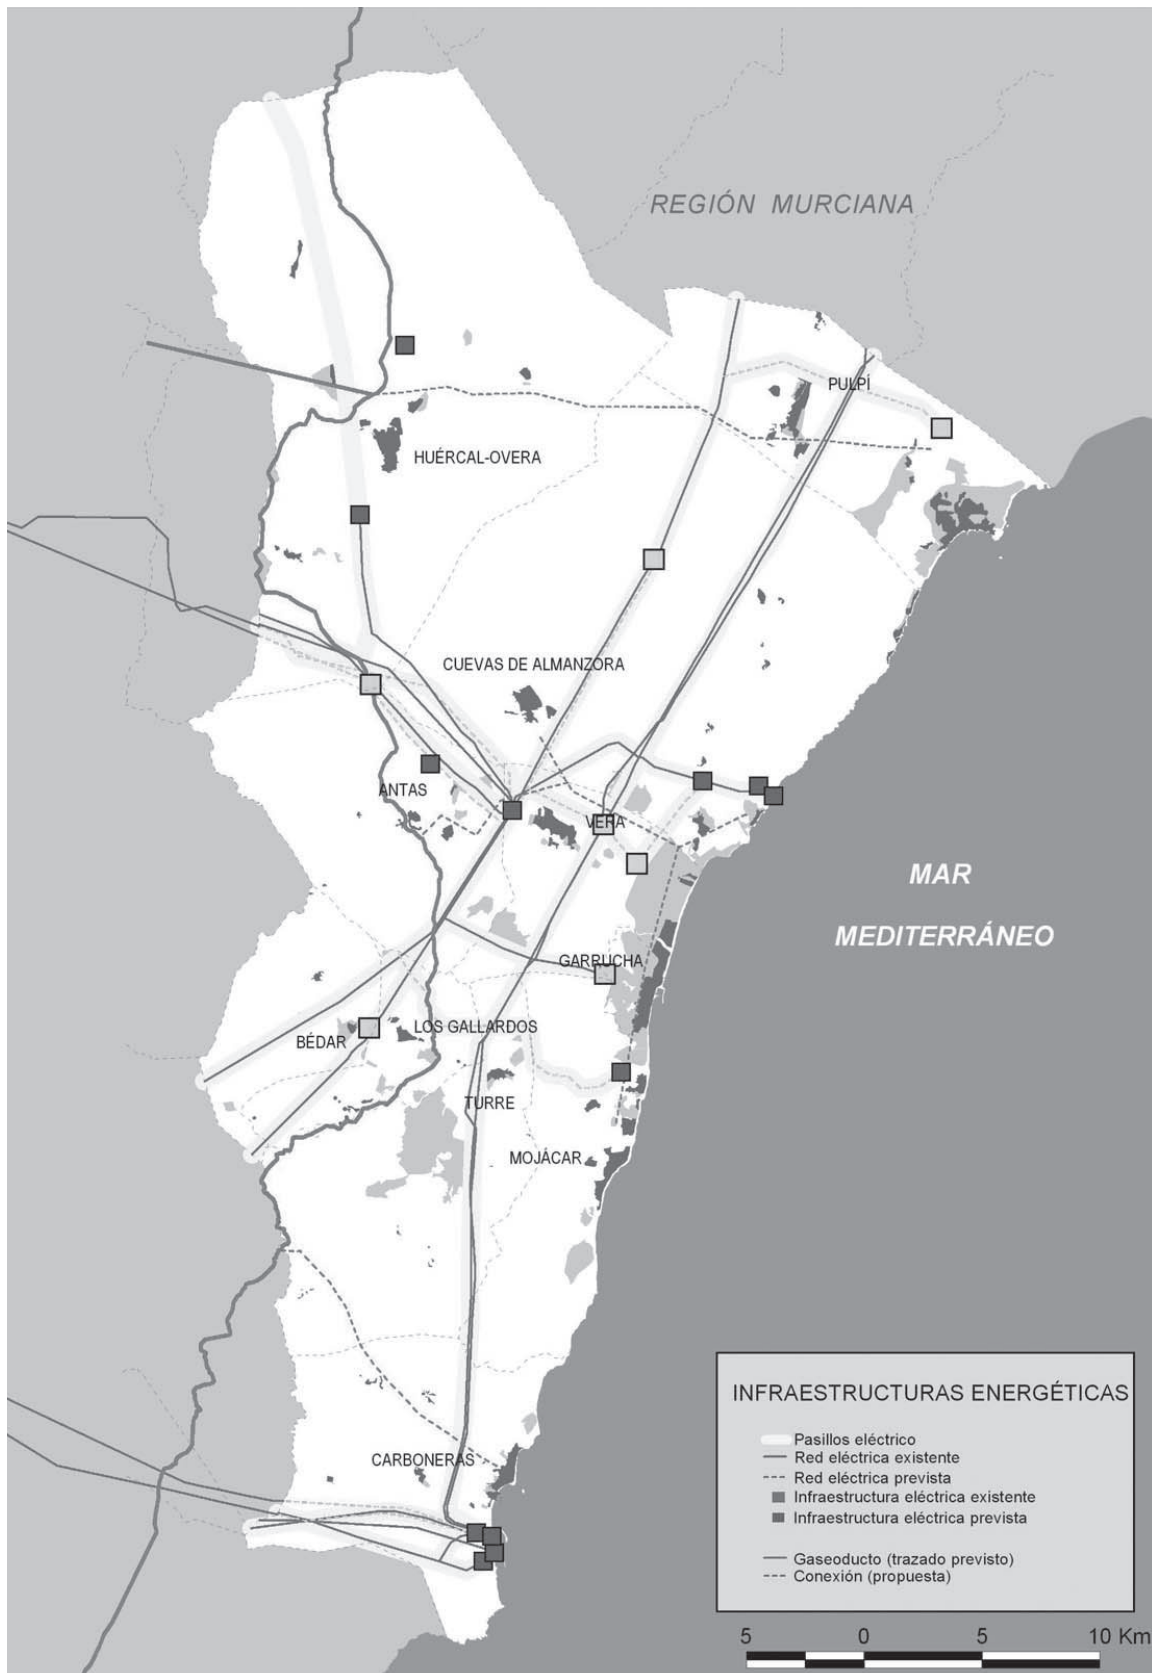 REGIÓN MURCIANA
PULPÍ
HUÉRCAL-OVERA
CUEVAS DE ALMANZORA
ANTAS
VERA
MAR
MEDITERRÁNEO
GARRUCHA
LOS GALLARDOS
BÉDAR
TURRE
MOJÁCAR
CARBONERAS
INFRAESTRUCTURAS ENERGÉTICAS
Pasillos eléctrico
Red eléctrica existente
Red eléctrica prevista
Infraestructura eléctrica existente
Infraestructura eléctrica prevista
Gaseoducto (trazado previsto)
Conexión (propuesta)
5 0 5 10 Km